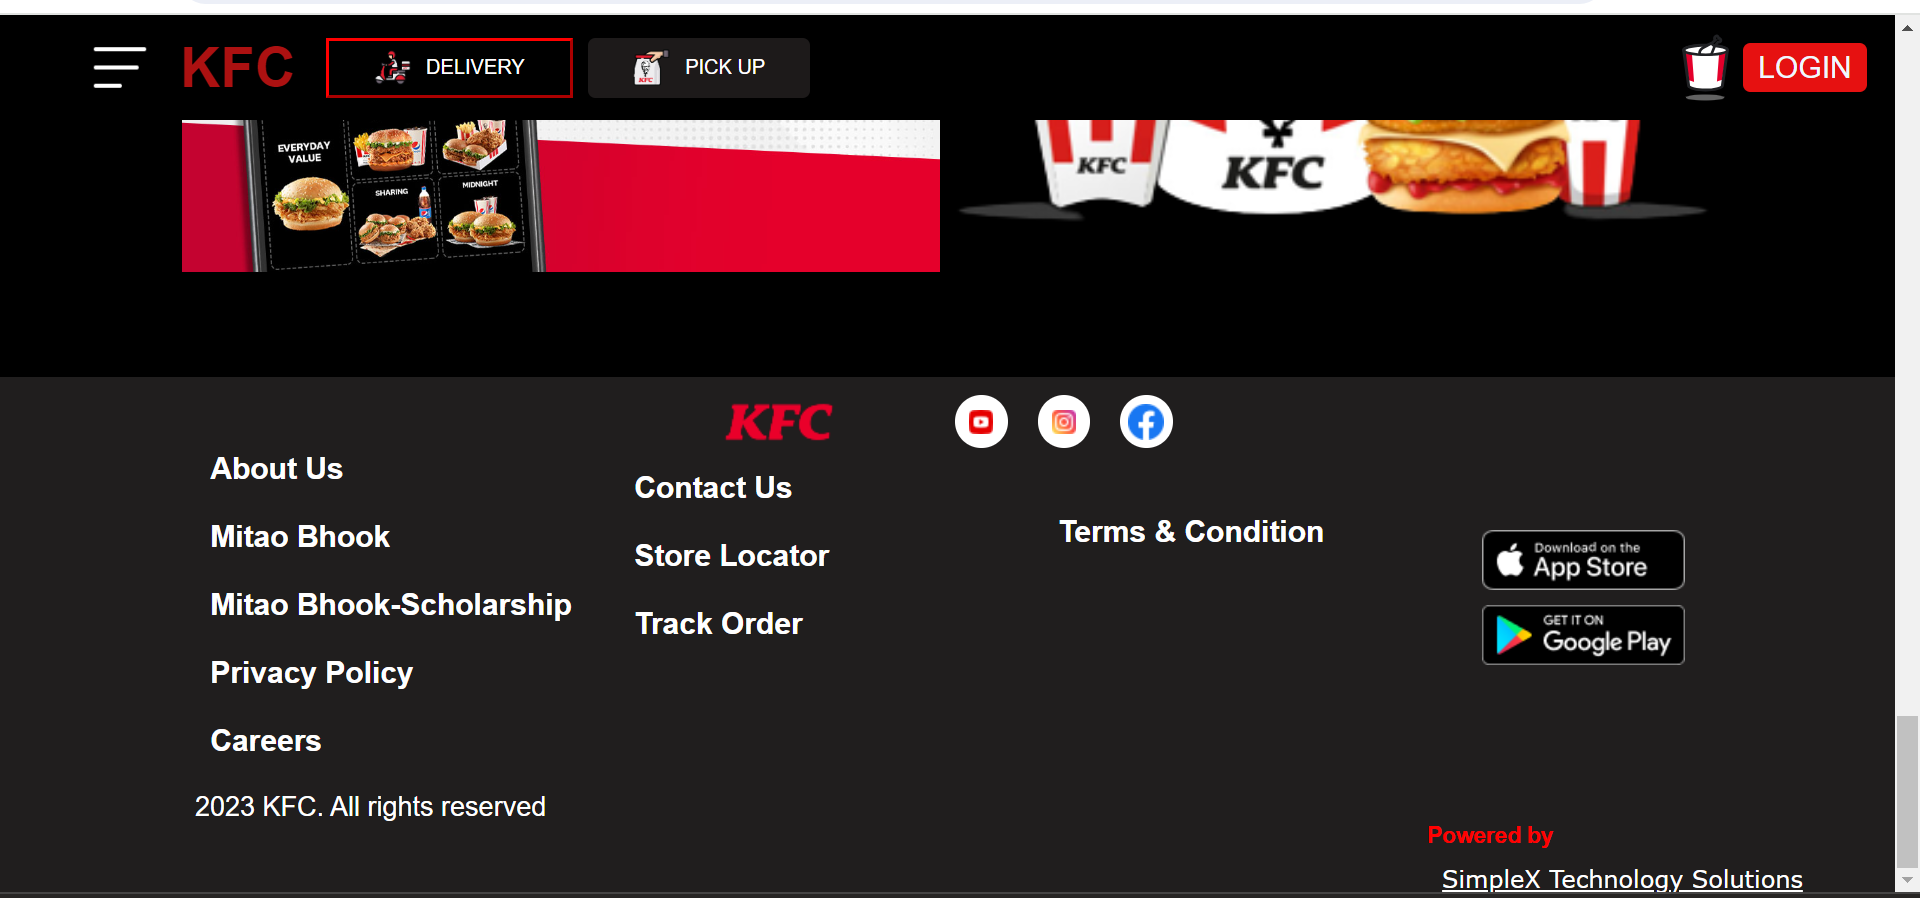 KFC
DELIVERY
PICK UP
LOGIN
EVERYDAY
VALUE
SHARING
MIDNIGHT
KFC
KFC
KFC
About Us
Mitao Bhook
Mitao Bhook-Scholarship
Privacy Policy
Careers
Contact Us
Store Locator
Track Order
Terms & Condition
Download on the
App Store
GET IT ON
Google Play
2023 KFC. All rights reserved
Powered by
SimpleX Technology Solutions